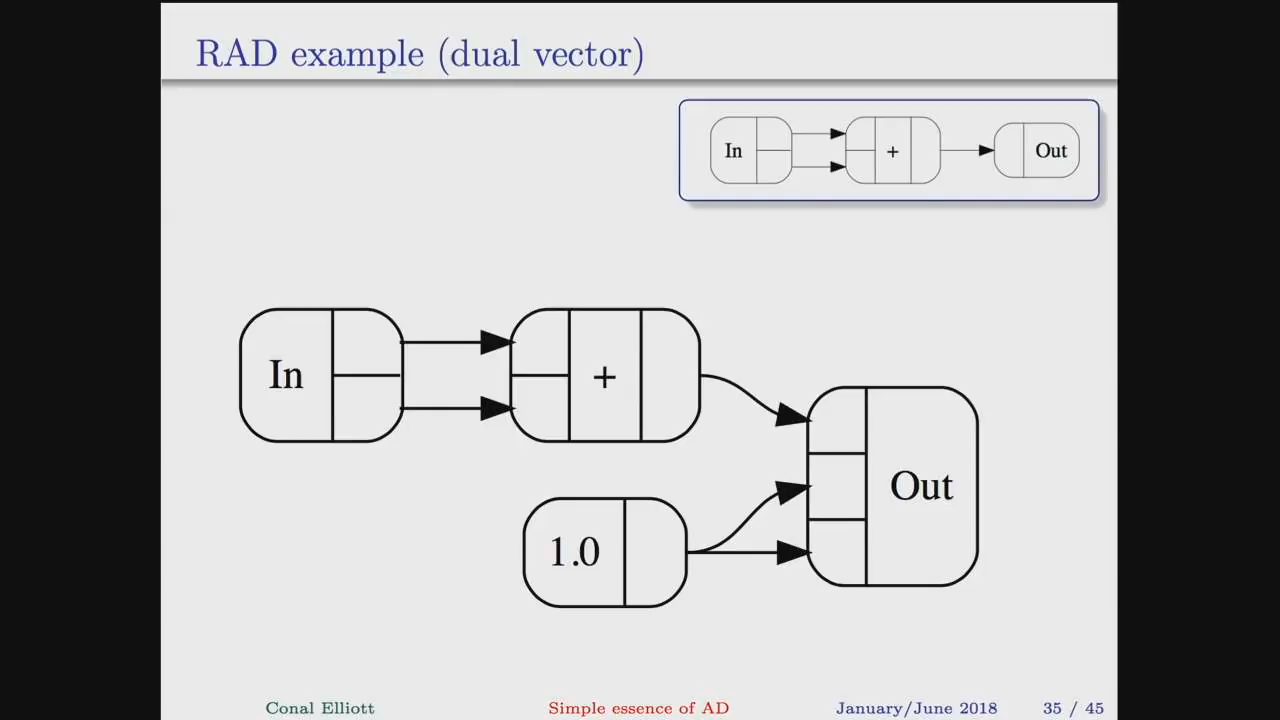 RAD example (dual vector)
In + Out
In + Out
1.0
Conal Elliott Simple essence of AD January/June 2018 35 / 45